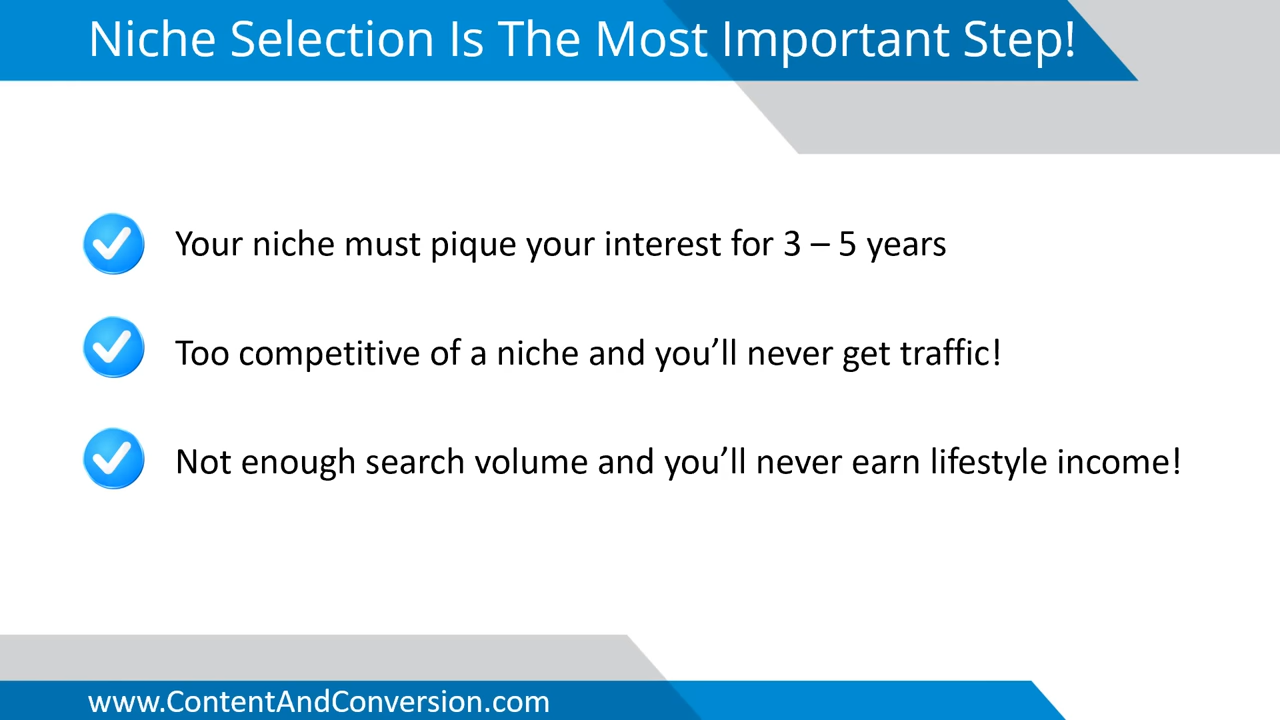 Niche Selection Is The Most Important Step!
Your niche must pique your interest for 3 – 5 years
Too competitive of a niche and you’ll never get traffic!
Not enough search volume and you’ll never earn lifestyle income!
www.ContentAndConversion.com